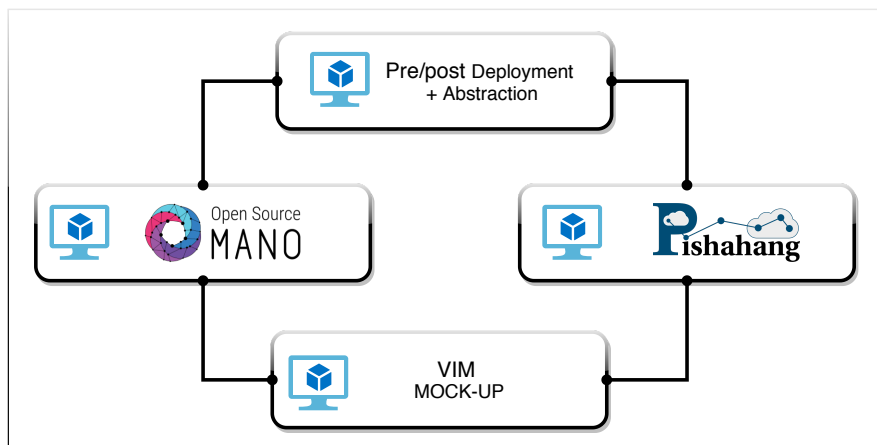 Pre/post Deployment
+ Abstraction
Open Source
MANO
Pishahang
VIM
MOCK-UP